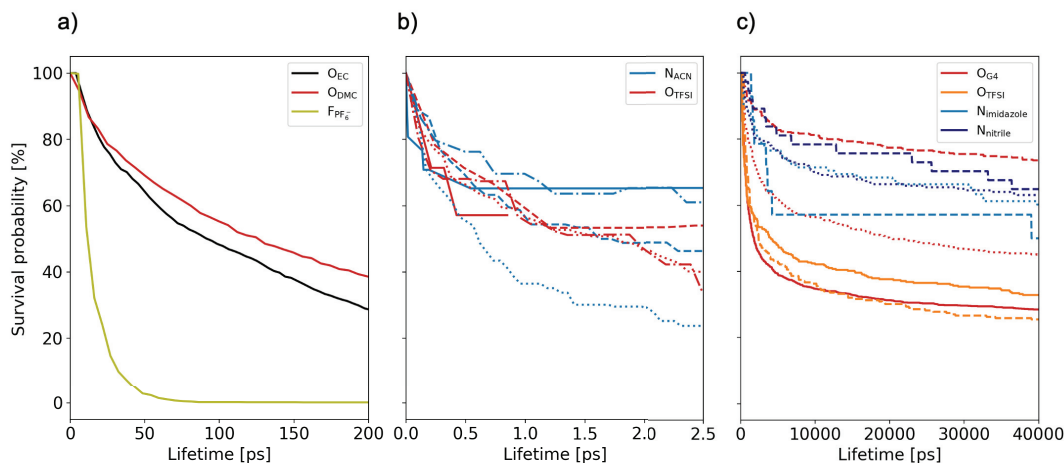 a)
b)
c)
Survival probability [%]
100
80
60
40
20
0
O_EC
O_DMC
F_PF₆⁻
0 50 100 150 200
Lifetime [ps]
N_ACN
O_TFSI
0.0 0.5 1.0 1.5 2.0 2.5
Lifetime [ps]
O_G4
O_TFSI
N_imidazole
N_nitrile
0 10000 20000 30000 40000
Lifetime [ps]